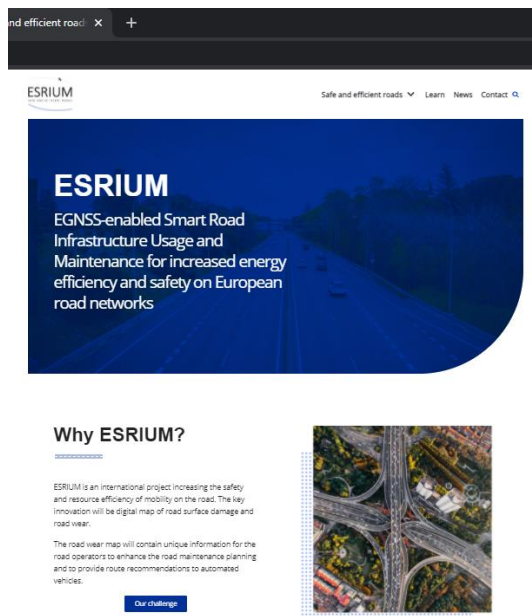 and efficient road
ESRIUM
Safe and efficient roads
Learn
News
Contact
ESRIUM
EGNSS-enabled Smart Road
Infrastructure Usage and
Maintenance for increased energy
efficiency and safety on European
road networks
Why ESRIUM?
ESRIUM is an international project increasing the safety
and resource efficiency of mobility on the road. The key
innovation will be digital map of road surface damage and
road wear.
The road wear map will contain unique information for the
road operators to enhance the road maintenance planning
and to provide route recommendations to automated
vehicles.
Our challenge